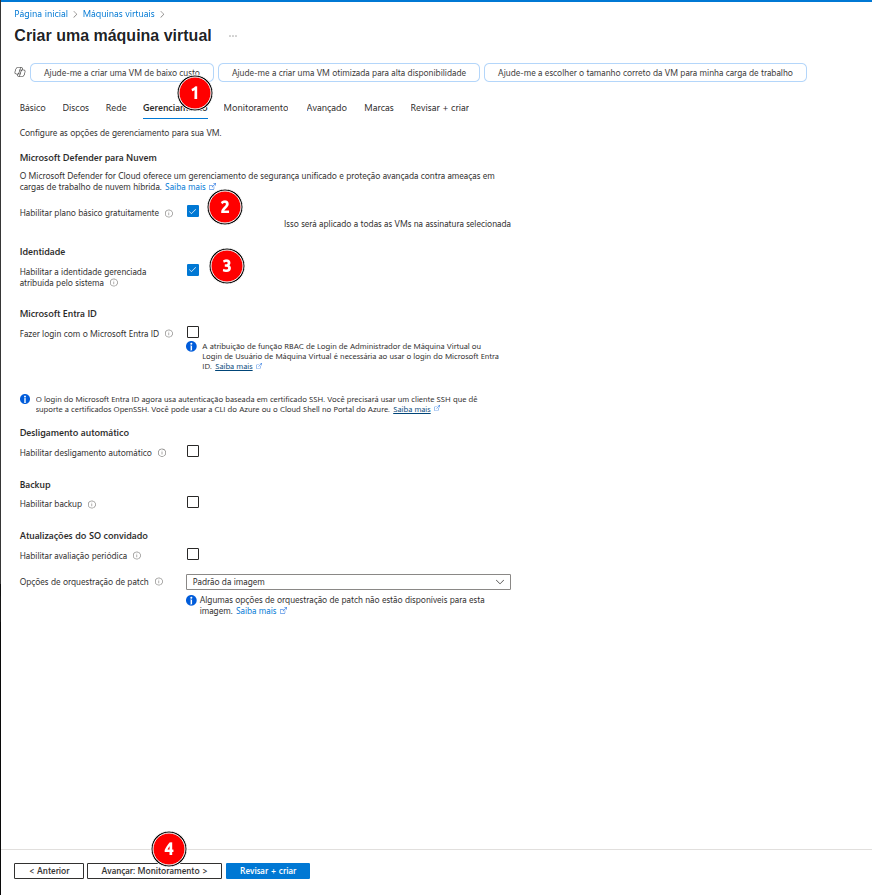 Página inicial > Máquinas virtuais >
Criar uma máquina virtual ...
Ajude-me a criar uma VM de baixo custo Ajude-me a criar uma VM otimizada para alta disponibilidade Ajude-me a escolher o tamanho correto da VM para minha carga de trabalho
1
Básico Discos Rede Gerenciamento Monitoramento Avançado Marcas Revisar + criar
Configure as opções de gerenciamento para sua VM.
Microsoft Defender para Nuvem
O Microsoft Defender for Cloud oferece um gerenciamento de segurança unificado e proteção avançada contra ameaças em
cargas de trabalho de nuvem híbrida. Saiba mais
Habilitar plano básico gratuitamente 2
Isso será aplicado a todas as VMs na assinatura selecionada
Identidade
Habilitar a identidade gerenciada
atribuída pelo sistema
3
Microsoft Entra ID
Fazer login com o Microsoft Entra ID
A atribuição de função RBAC de Login de Administrador de Máquina Virtual ou
Login de Usuário de Máquina Virtual é necessária ao usar o login do Microsoft Entra
ID. Saiba mais
O login do Microsoft Entra ID agora usa autenticação baseada em certificado SSH. Você precisará usar um cliente SSH que dê
suporte a certificados OpenSSH. Você pode usar a CLI do Azure ou o Cloud Shell no Portal do Azure. Saiba mais
Desligamento automático
Habilitar desligamento automático
Backup
Habilitar backup
Atualizações do SO convidado
Habilitar avaliação periódica
Opções de orquestração de patch Padrão da imagem
Algumas opções de orquestração de patch não estão disponíveis para esta
imagem. Saiba mais
4
< Anterior Avançar: Monitoramento > Revisar + criar